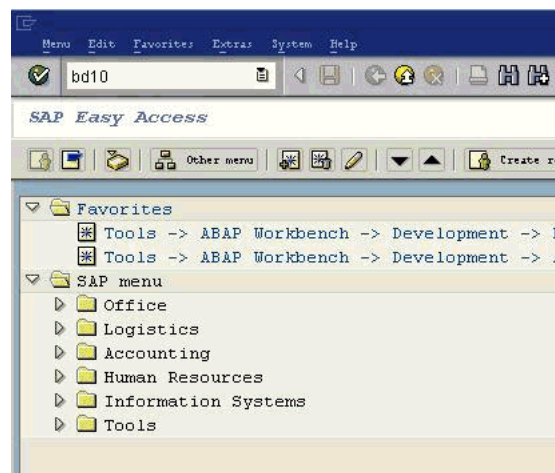 Menu Edit Favorites Extras System Help
bd10
SAP Easy Access
Other menu Create
Favorites
Tools -> ABAP Workbench -> Development ->
Tools -> ABAP Workbench -> Development ->
SAP menu
Office
Logistics
Accounting
Human Resources
Information Systems
Tools